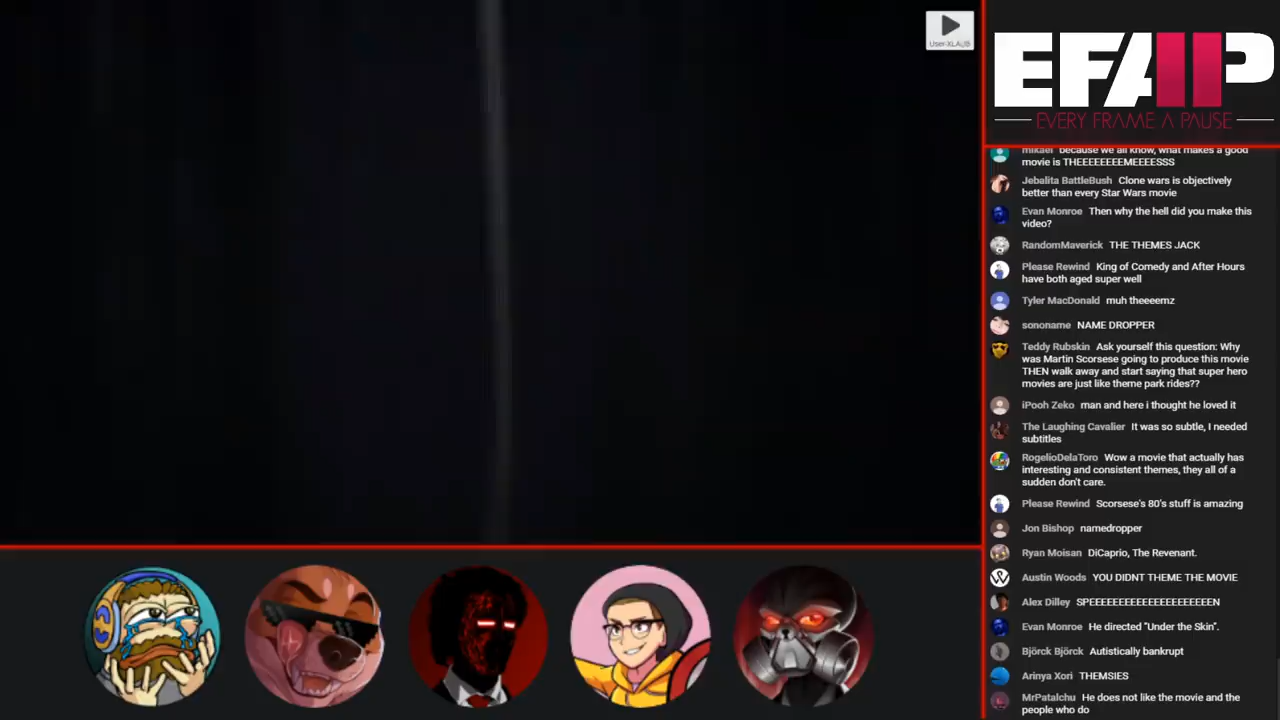 User-XLAUS
EFAP
EVERY FRAME A PAUSE
mikael because we all know, what makes a good
movie is THEEEEEEEMEEEESSS
Jebalita BattleBush Clone wars is objectively
better than every Star Wars movie
Evan Monroe Then why the hell did you make this
video?
RandomMaverick THE THEMES JACK
Please Rewind King of Comedy and After Hours
have both aged super well
Tyler MacDonald muh theeeemz
sononame NAME DROPPER
Teddy Rubskin Ask yourself this question: Why
was Martin Scorsese going to produce this movie
THEN walk away and start saying that super hero
movies are just like theme park rides??
iPooh Zeko man and here i thought he loved it
The Laughing Cavalier It was so subtle, I needed
subtitles
RogelioDelaToro Wow a movie that actually has
interesting and consistent themes, they all of a
sudden don't care.
Please Rewind Scorsese's 80's stuff is amazing
Jon Bishop namedropper
Ryan Moisan DiCaprio, The Revenant.
Austin Woods YOU DIDNT THEME THE MOVIE
Alex Dilley SPEEEEEEEEEEEEEEEEEEEEN
Evan Monroe He directed "Under the Skin".
Björck Björck Autistically bankrupt
Arinya Xori THEMSIES
MrPatalchu He does not like the movie and the
people who do